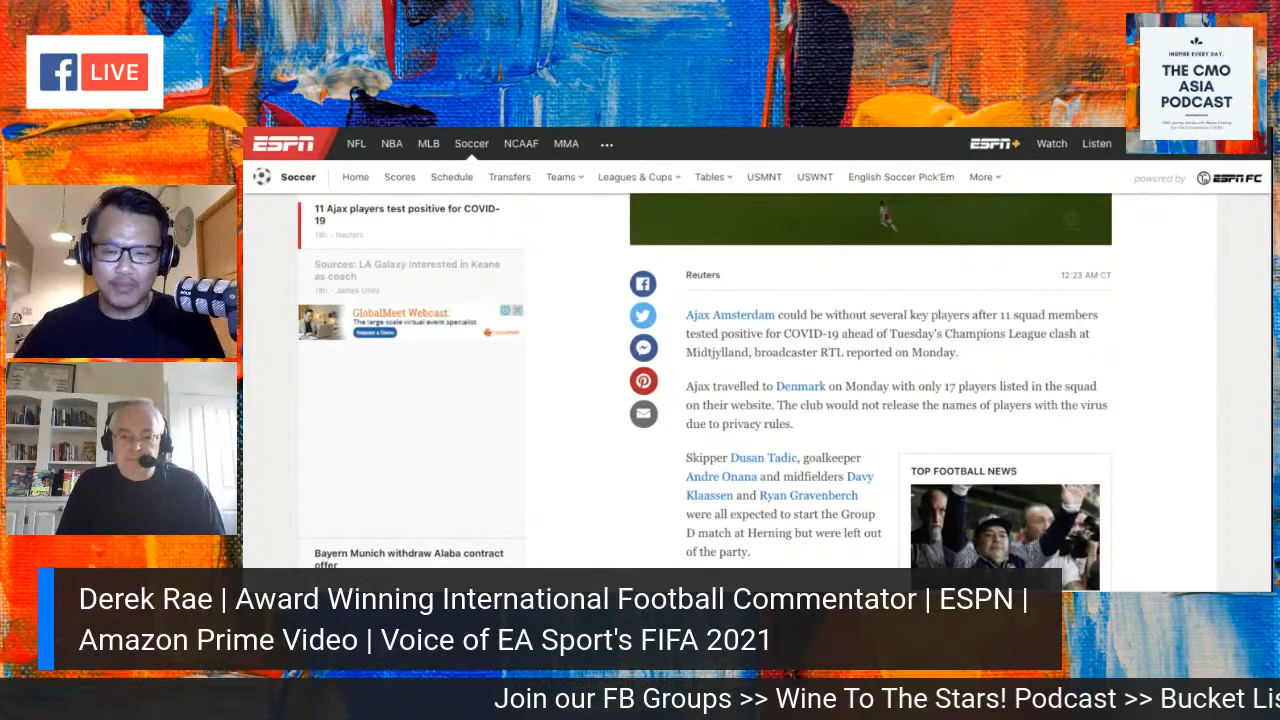 f LIVE
INSPIRE EVERY DAY.
THE CMO
ASIA
PODCAST
ESPN
NFL NBA MLB Soccer NCAAF MMA ...
ESPN+ Watch Listen
Soccer
Home Scores Schedule Transfers Teams Leagues & Cups Tables USMNT USWNT English Soccer Pick'Em More
powered by ESPN FC
11 Ajax players test positive for COVID-
19
Reuters
Sources: LA Galaxy interested in Keane
as coach
GlobalMeet Webcast:
The large-scale virtual event specialist.
Request a Demo
Bayern Munich withdraw Alaba contract
offer
Reuters
12:23 AM CT
Ajax Amsterdam could be without several key players after 11 squad members
tested positive for COVID-19 ahead of Tuesday's Champions League clash at
Midtjylland, broadcaster RTL reported on Monday.
Ajax travelled to Denmark on Monday with only 17 players listed in the squad
on their website. The club would not release the names of players with the virus
due to privacy rules.
Skipper Dusan Tadic, goalkeeper
Andre Onana and midfielders Davy
Klaassen and Ryan Gravenberch
were all expected to start the Group
D match at Herning but were left out
of the party.
TOP FOOTBALL NEWS
Derek Rae | Award Winning International Football Commentator | ESPN |
Amazon Prime Video | Voice of EA Sport's FIFA 2021
Join our FB Groups >> Wine To The Stars! Podcast >> Bucket Lis